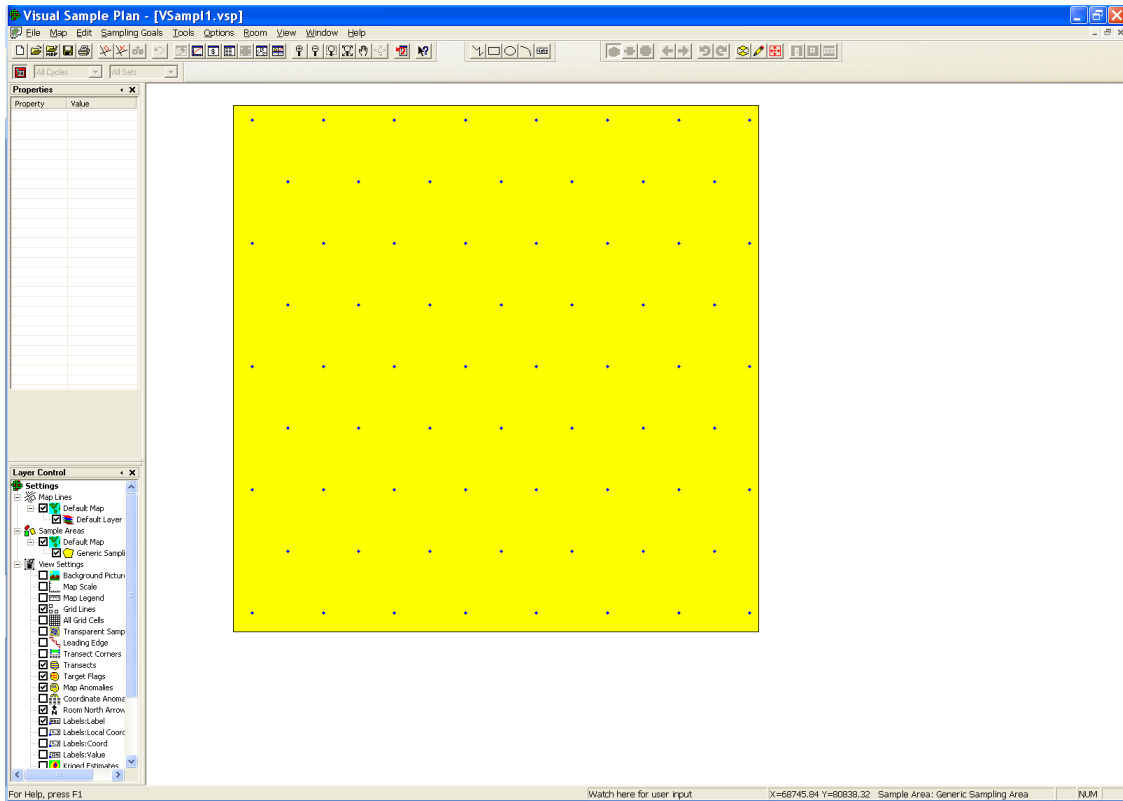 Visual Sample Plan - [VSampl1.vsp]
File Map Edit Sampling Goals Tools Options Room View Window Help
All Cycles All Sets
Properties
Property Value
Layer Control
Settings
Map Lines
Default Map
Default Layer
Sample Areas
Default Map
Generic Sampli
View Settings
Background Picture
Map Scale
Map Legend
Grid Lines
All Grid Cells
Transparent Samp
Leading Edge
Transect Corners
Transects
Target Flags
Map Anomalies
Coordinate Anoma
Room North Arrow
Labels:Label
Labels:Local Coord
Labels:Coord
Labels:Value
Kriged Estimates
For Help, press F1 Watch here for user input X=68745.84 Y=80838.32 Sample Area: Generic Sampling Area NUM